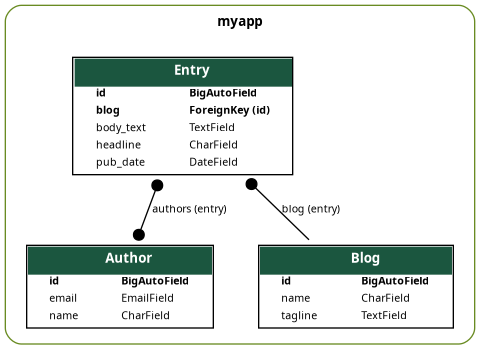 myapp
Entry
id BigAutoField
blog ForeignKey (id)
body_text TextField
headline CharField
pub_date DateField
authors (entry) blog (entry)
Author
id BigAutoField
email EmailField
name CharField
Blog
id BigAutoField
name CharField
tagline TextField